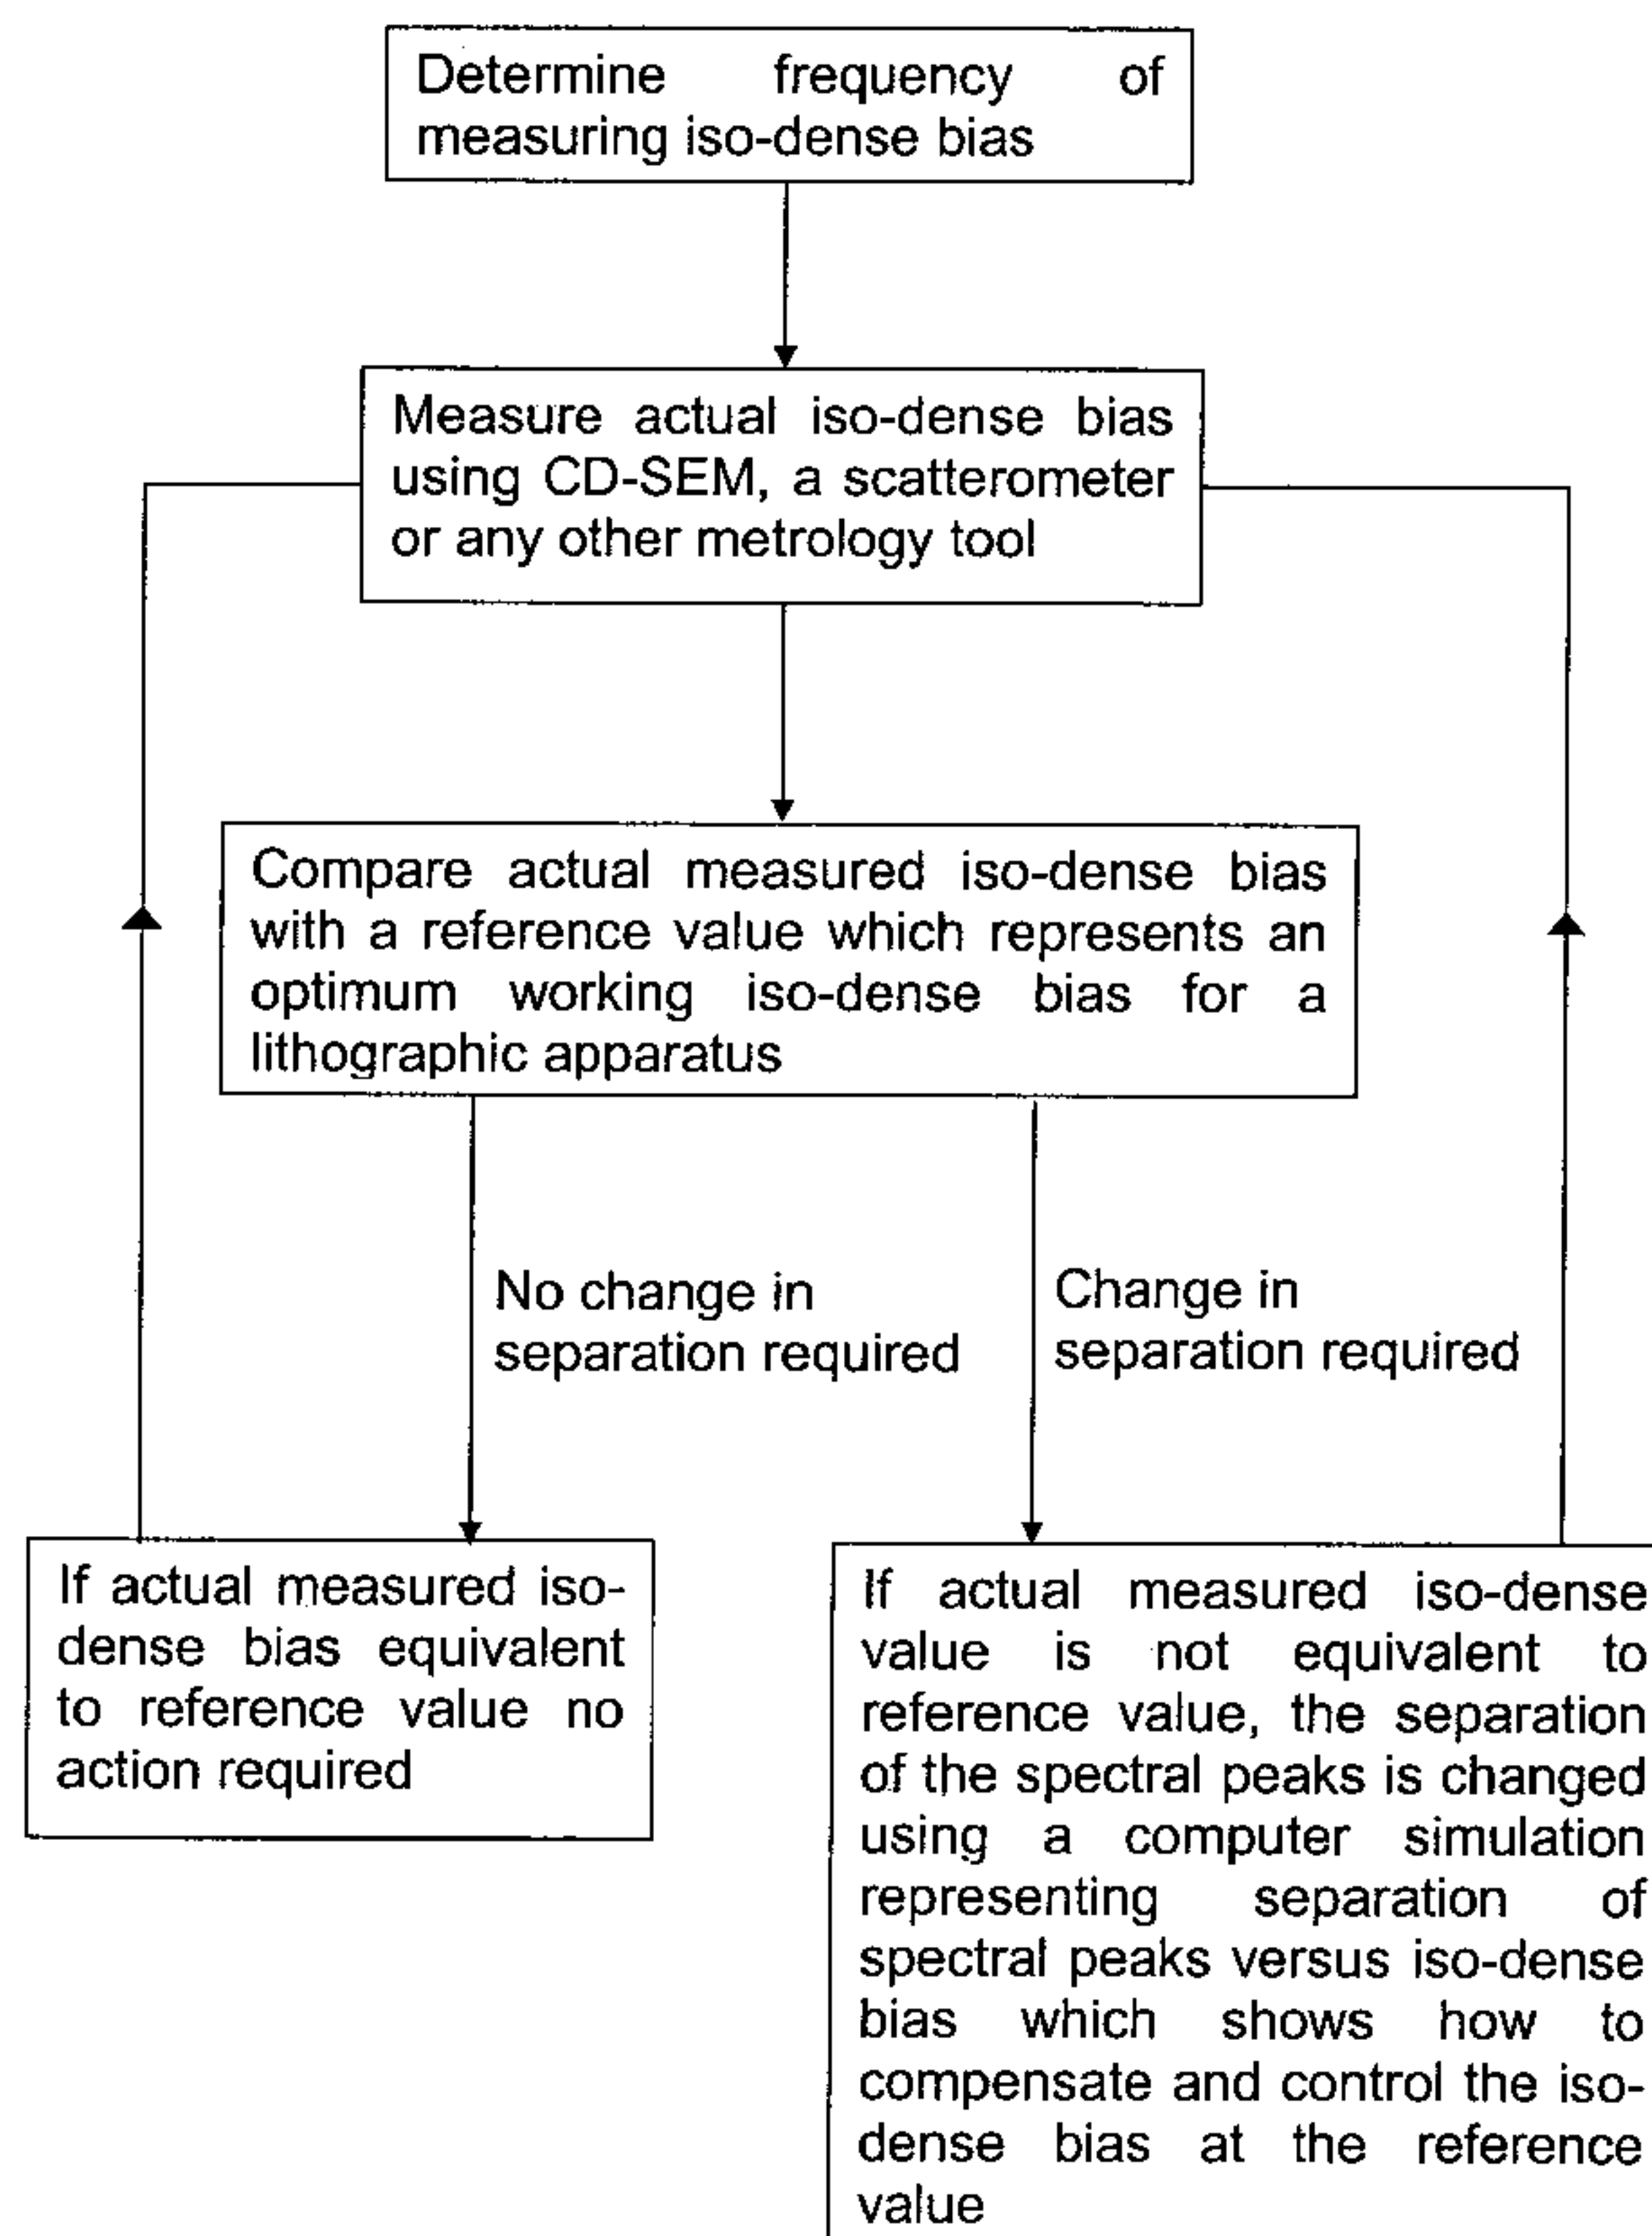 Determine frequency of
measuring iso-dense bias
Measure actual iso-dense bias
using CD-SEM, a scatterometer
or any other metrology tool
Compare actual measured iso-dense bias
with a reference value which represents an
optimum working iso-dense bias for a
lithographic apparatus
No change in
separation required
Change in
separation required
If actual measured iso-
dense bias equivalent
to reference value no
action required
If actual measured iso-dense
value is not equivalent to
reference value, the separation
of the spectral peaks is changed
using a computer simulation
representing separation of
spectral peaks versus iso-dense
bias which shows how to
compensate and control the iso-
dense bias at the reference
value